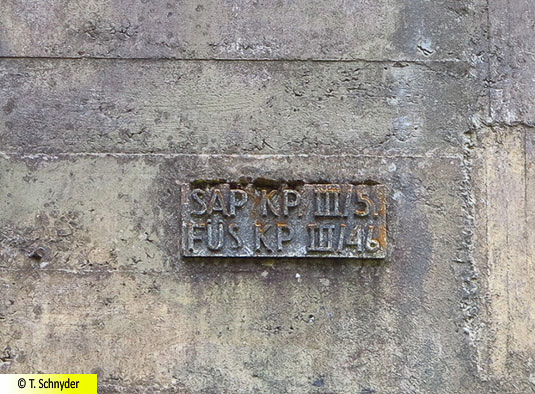 SAP KP. III/5.
FÜS KP III/46
© T. Schnyder